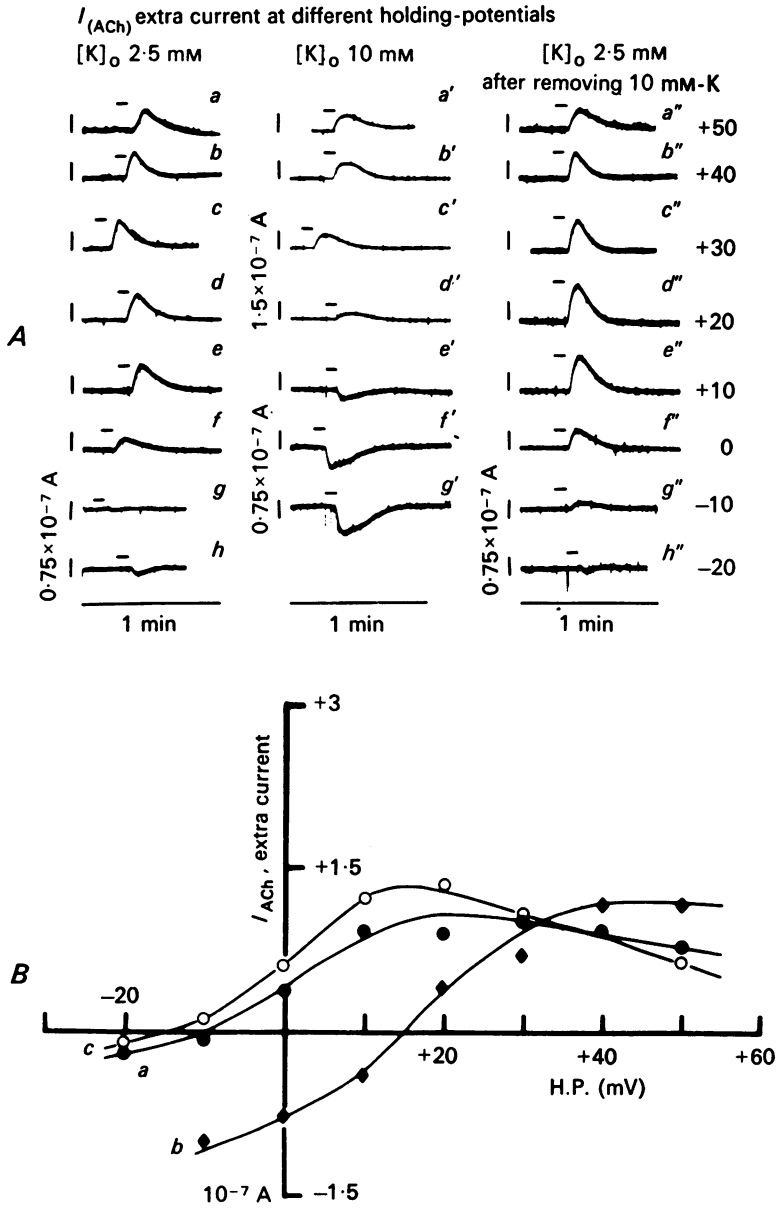 I(ACh) extra current at different holding-potentials
[K]o 2·5 mM
[K]o 10 mM
[K]o 2·5 mM
after removing 10 mM-K
A
a
b
c
d
e
f
g
h
0·75×10⁻⁷ A
1 min
a′
b′
c′
d·′
e′
f′
g′
1·5×10⁻⁷ A
0·75×10⁻⁷ A
1 min
a″ +50
b″ +40
c″ +30
d″ +20
e″ +10
f″ 0
g″ −10
h″ −20
0·75×10⁻⁷ A
1 min
B
+3
IACh, extra current
+1·5
−20
+20
+40
+60
H.P. (mV)
c
a
b
10⁻⁷ A
−1·5